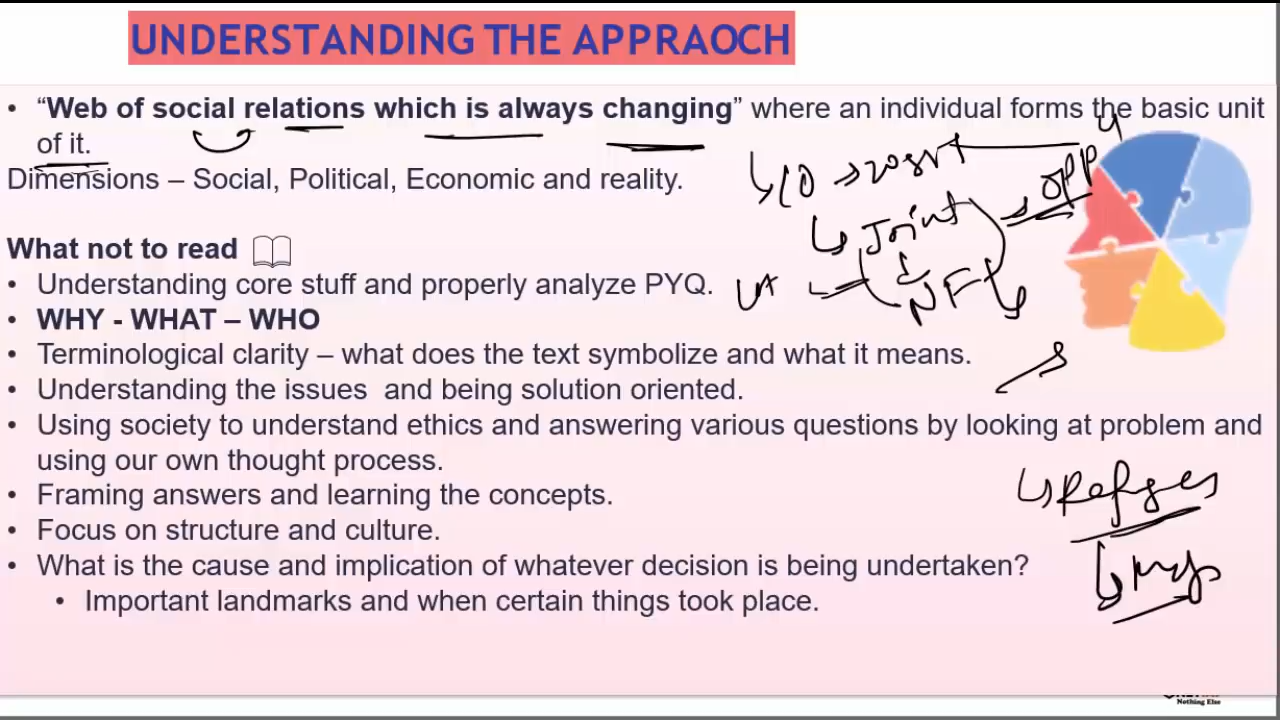 UNDERSTANDING THE APPRAOCH
• “Web of social relations which is always changing” where an individual forms the basic unit
of it.
Dimensions – Social, Political, Economic and reality.
What not to read
• Understanding core stuff and properly analyze PYQ.
• WHY - WHAT – WHO
• Terminological clarity – what does the text symbolize and what it means.
• Understanding the issues and being solution oriented.
• Using society to understand ethics and answering various questions by looking at problem and
using our own thought process.
• Framing answers and learning the concepts.
• Focus on structure and culture.
• What is the cause and implication of whatever decision is being undertaken?
• Important landmarks and when certain things took place.
Joint
NF
opp
Nothing Else